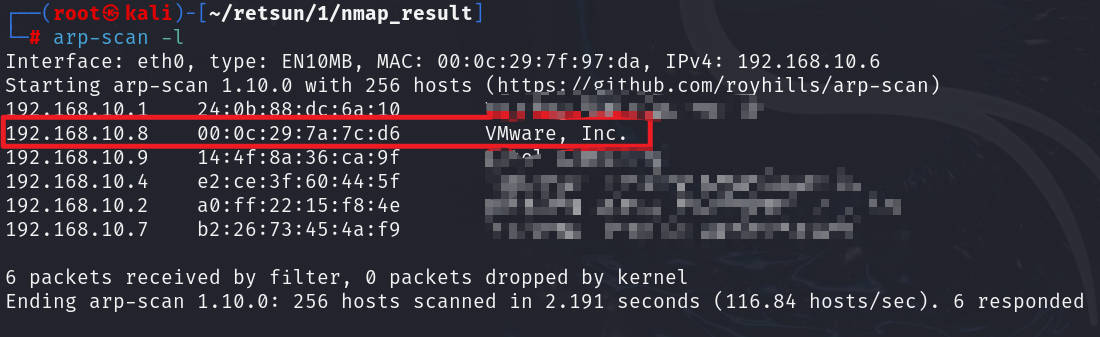 ┌──(root㉿kali)-[~/retsun/1/nmap_result]
└─# arp-scan -l
Interface: eth0, type: EN10MB, MAC: 00:0c:29:7f:97:da, IPv4: 192.168.10.6
Starting arp-scan 1.10.0 with 256 hosts (https://github.com/royhills/arp-scan)
192.168.10.1 24:0b:88:dc:6a:10
192.168.10.8 00:0c:29:7a:7c:d6 VMware, Inc.
192.168.10.9 14:4f:8a:36:ca:9f
192.168.10.4 e2:ce:3f:60:44:5f
192.168.10.2 a0:ff:22:15:f8:4e
192.168.10.7 b2:26:73:45:4a:f9
6 packets received by filter, 0 packets dropped by kernel
Ending arp-scan 1.10.0: 256 hosts scanned in 2.191 seconds (116.84 hosts/sec). 6 responded